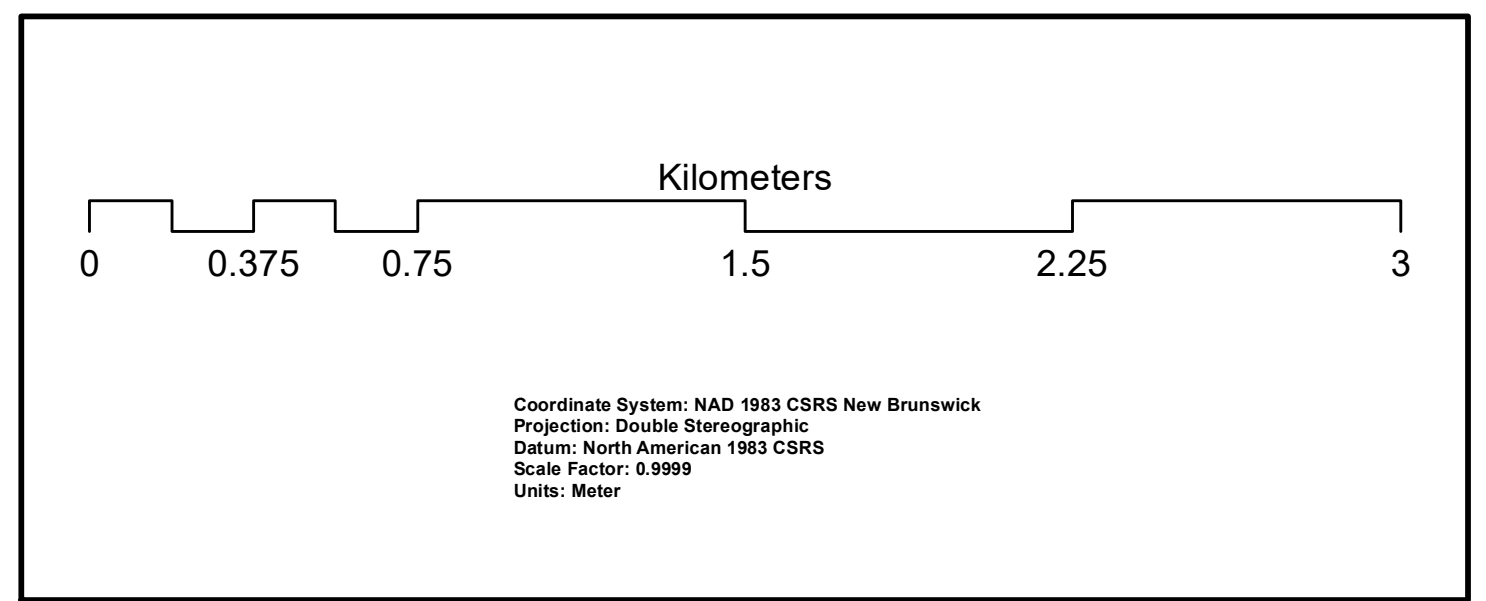 Kilometers
0 0.375 0.75 1.5 2.25 3
Coordinate System: NAD 1983 CSRS New Brunswick
Projection: Double Stereographic
Datum: North American 1983 CSRS
Scale Factor: 0.9999
Units: Meter